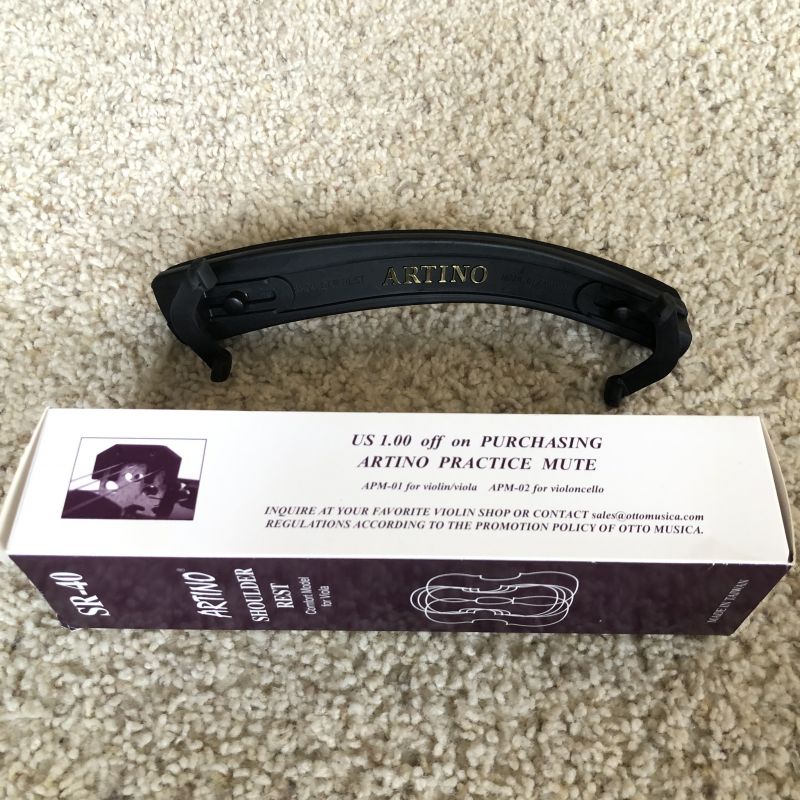 ARTINO
US 1.00 off on PURCHASING
ARTINO PRACTICE MUTE
APM-01 for violin/viola APM-02 for violoncello
INQUIRE AT YOUR FAVORITE VIOLIN SHOP OR CONTACT sales@ottomusica.com
REGULATIONS ACCORDING TO THE PROMOTION POLICY OF OTTO MUSICA.
SR-40
ARTINO®
SHOULDER
REST
Comfort Model
for Viola
MADE IN TAIWAN